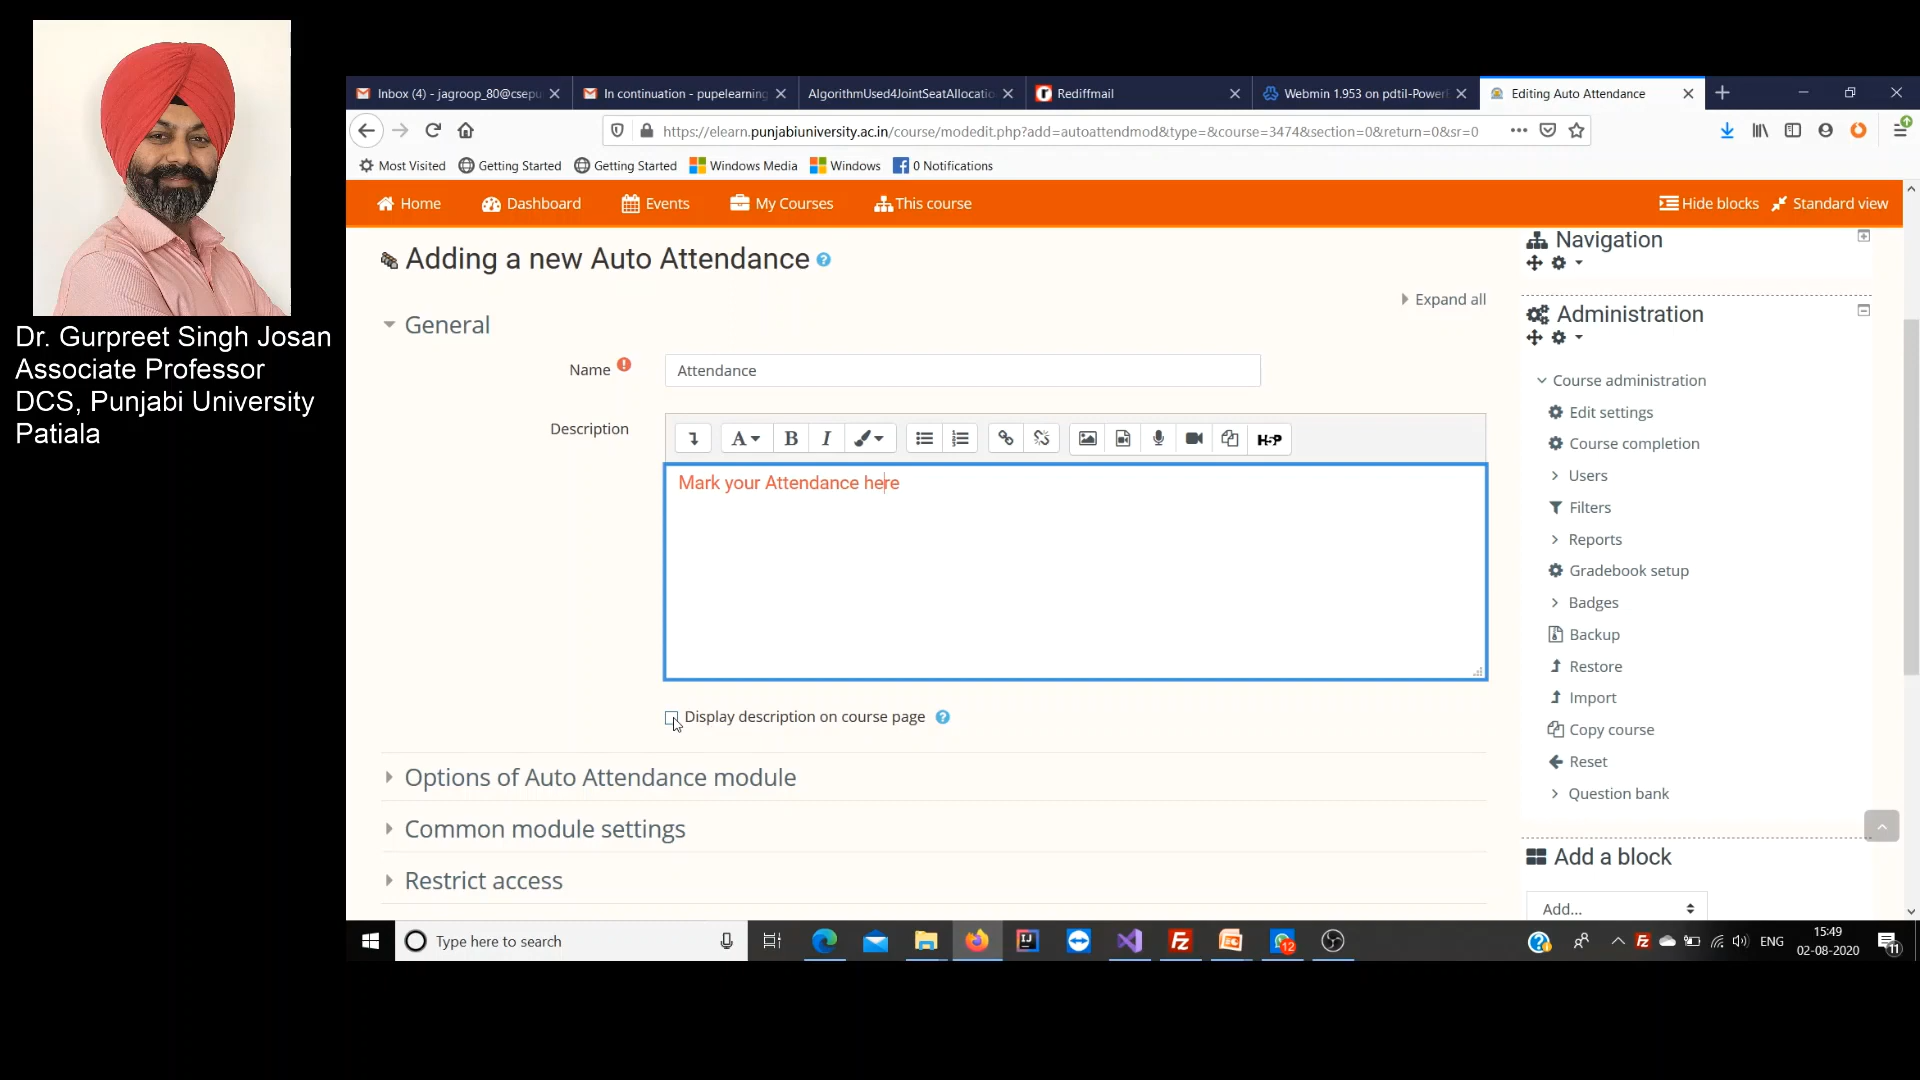 Dr. Gurpreet Singh Josan
Associate Professor
DCS, Punjabi University
Patiala
Inbox (4) - jagroop_80@csepu
In continuation - pupelearning
AlgorithmUsed4JointSeatAllocatio
Rediffmail
Webmin 1.953 on pdtil-Power
Editing Auto Attendance
https://elearn.punjabiuniversity.ac.in/course/modedit.php?add=autoattendmod&type=&course=3474&section=0&return=0&sr=0
Most Visited
Getting Started
Getting Started
Windows Media
Windows
0 Notifications
Home
Dashboard
Events
My Courses
This course
Hide blocks
Standard view
Adding a new Auto Attendance
Expand all
General
Name
Attendance
Description
A
B
I
H5P
Mark your Attendance here
Display description on course page
Options of Auto Attendance module
Common module settings
Restrict access
Navigation
Administration
Course administration
Edit settings
Course completion
Users
Filters
Reports
Gradebook setup
Badges
Backup
Restore
Import
Copy course
Reset
Question bank
Add a block
Add...
Type here to search
ENG
15:49
02-08-2020